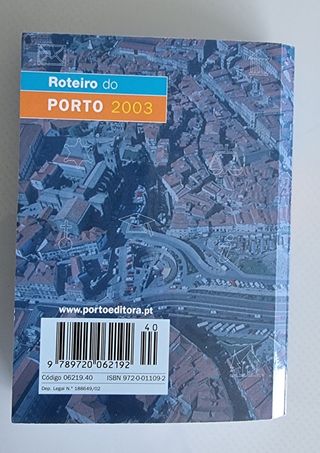 Roteiro do
PORTO 2003
www.portoeditora.pt
40
9 789720 062192
Código 06219.40 ISBN 972-0-01109-2
Dep. Legal N.º 188649/02